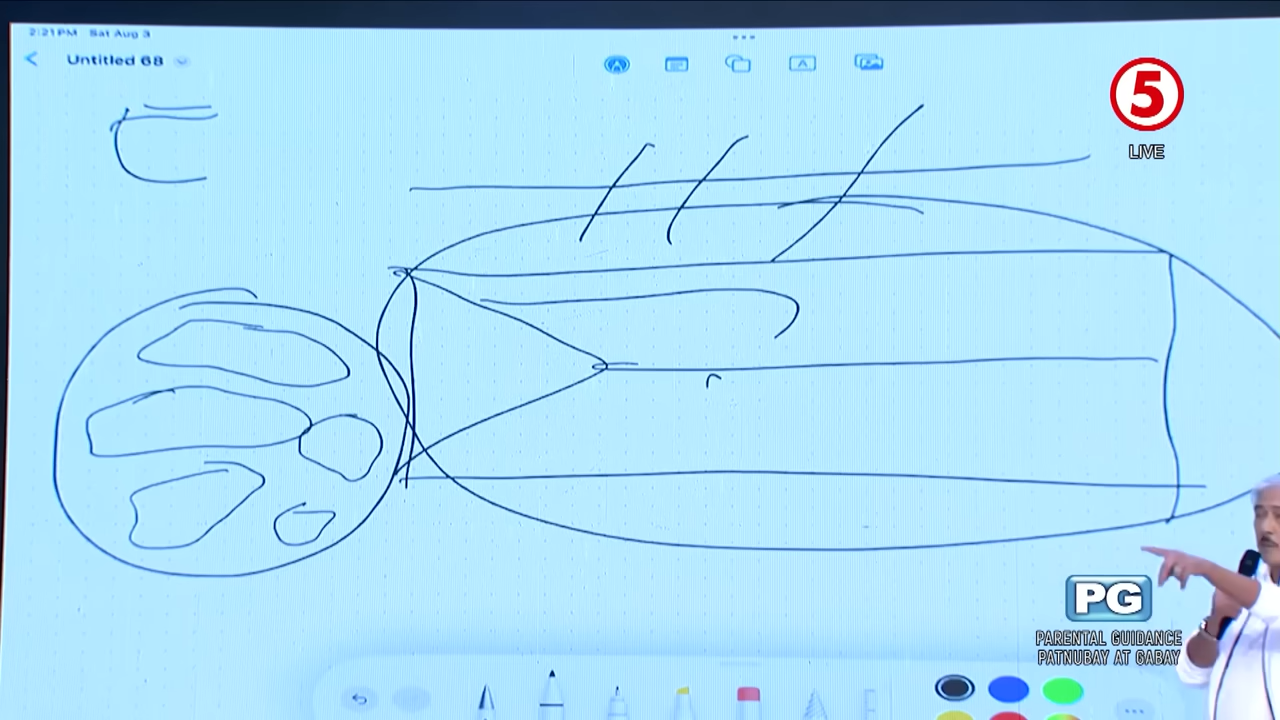 2:21 PM Sat Aug 3
Untitled 68
A
5
LIVE
PG
PARENTAL GUIDANCE
PATNUBAY AT GABAY